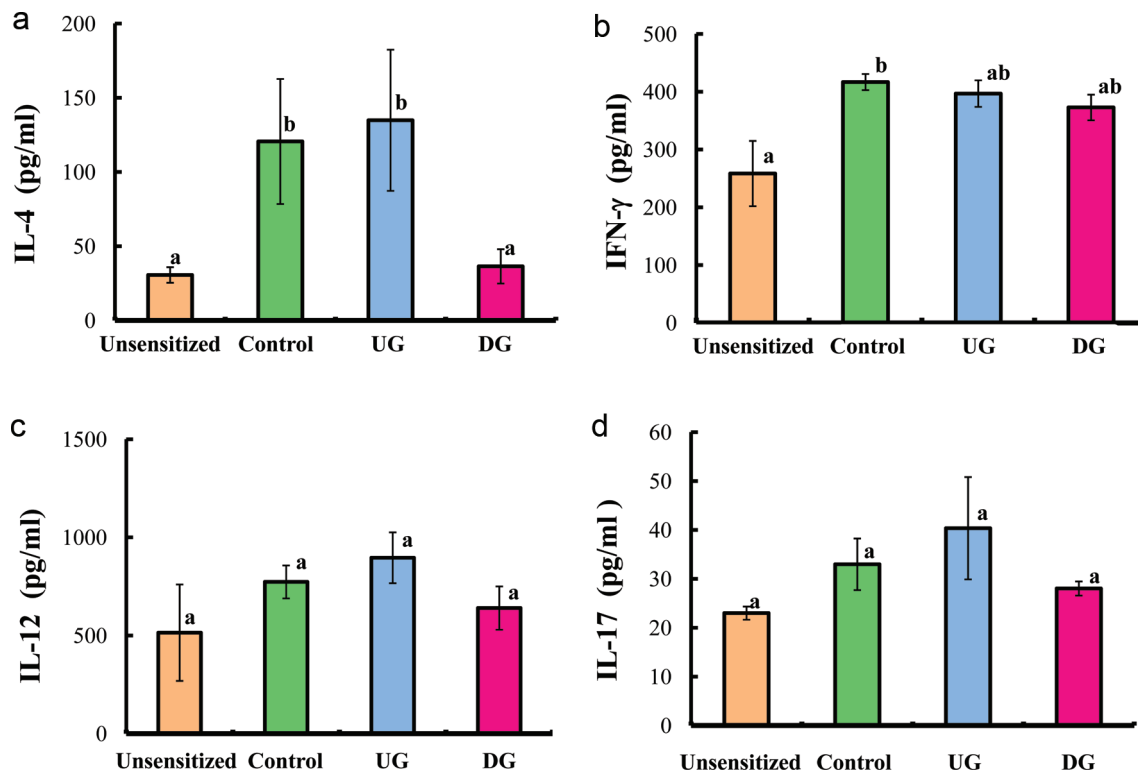 a
IL-4 (pg/ml)
200
150
100
50
0
a
b
b
a
Unsensitized Control UG DG
b
IFN-γ (pg/ml)
500
400
300
200
100
0
a
b
ab
ab
Unsensitized Control UG DG
c
IL-12 (pg/ml)
1500
1000
500
0
a
a
a
a
Unsensitized Control UG DG
d
IL-17 (pg/ml )
60
50
40
30
20
10
0
a
a
a
a
Unsensitized Control UG DG